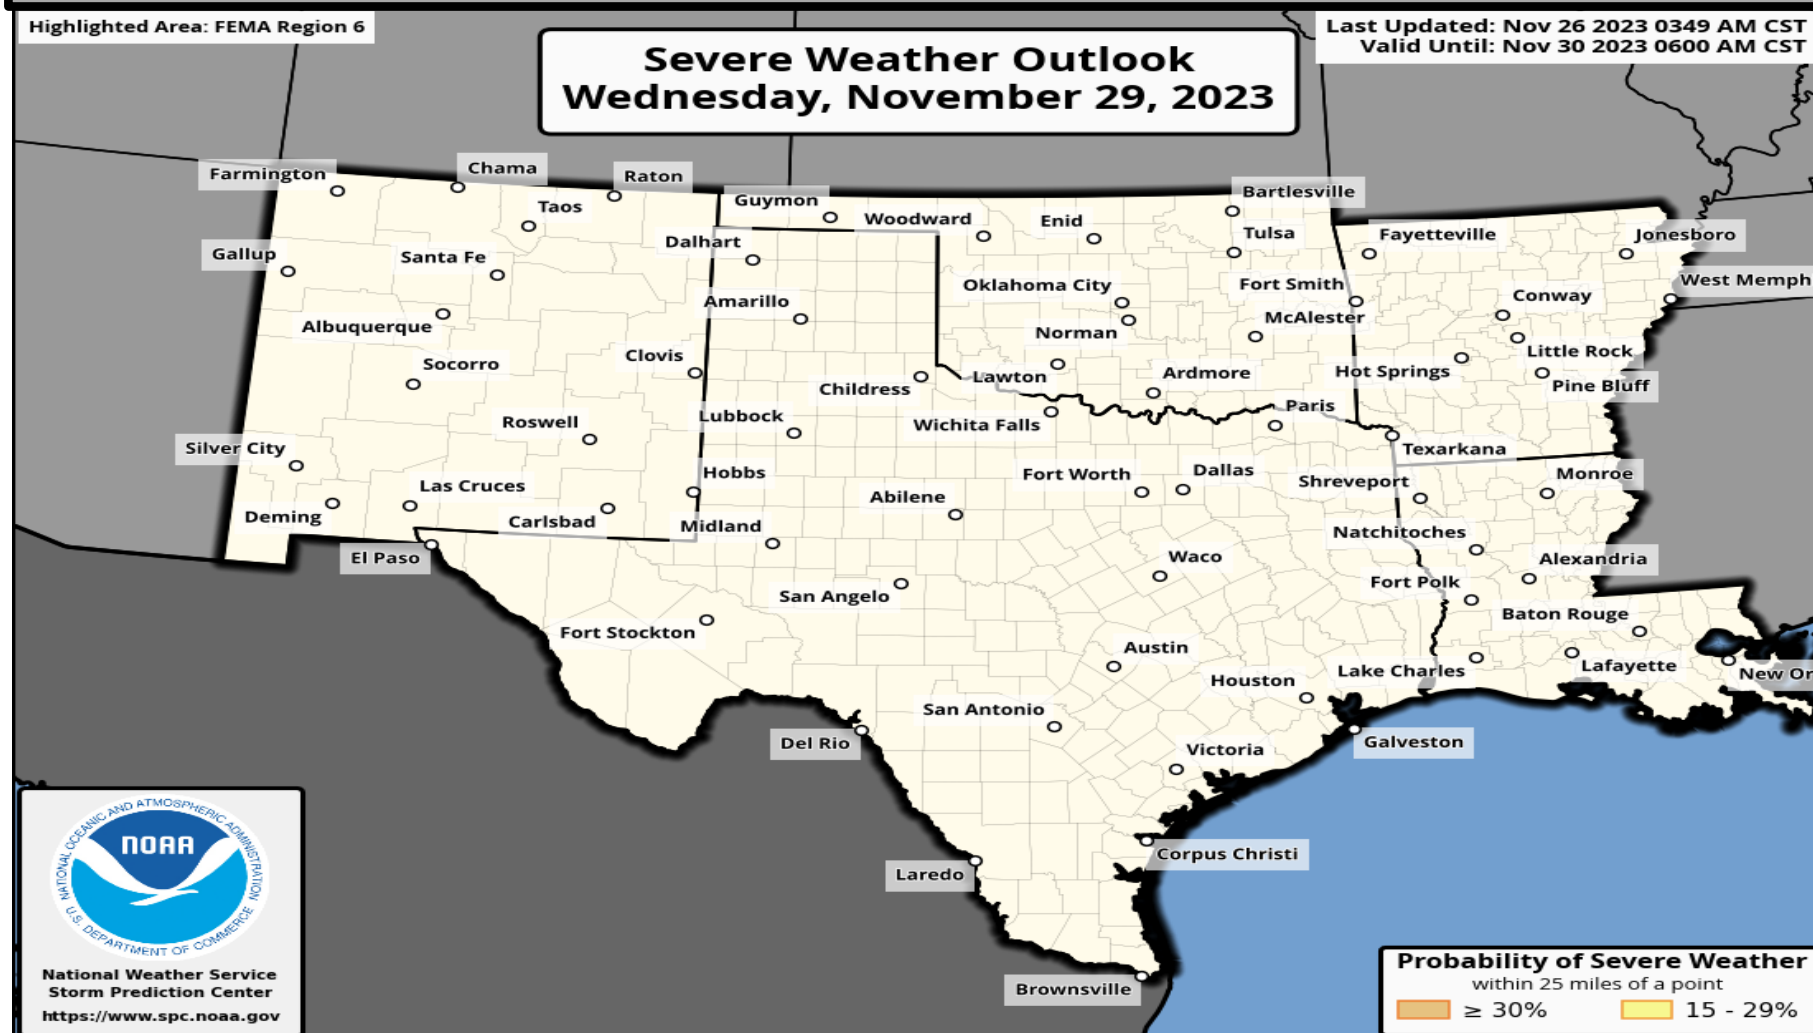 Highlighted Area: FEMA Region 6
Last Updated: Nov 26 2023 0349 AM CST
Valid Until: Nov 30 2023 0600 AM CST
Severe Weather Outlook
Wednesday, November 29, 2023
Farmington
Chama
Raton
Taos
Guymon
Woodward
Enid
Bartlesville
Gallup
Santa Fe
Dalhart
Tulsa
Fayetteville
Jonesboro
Albuquerque
Amarillo
Oklahoma City
Fort Smith
Conway
West Memph
Socorro
Clovis
Norman
McAlester
Little Rock
Childress
Lawton
Ardmore
Hot Springs
Pine Bluff
Roswell
Lubbock
Wichita Falls
Paris
Texarkana
Silver City
Las Cruces
Hobbs
Abilene
Fort Worth
Dallas
Shreveport
Monroe
Deming
Carlsbad
Midland
Natchitoches
El Paso
San Angelo
Waco
Fort Polk
Alexandria
Fort Stockton
Austin
Baton Rouge
Houston
Lake Charles
Lafayette
New Or
San Antonio
Del Rio
Victoria
Galveston
Laredo
Corpus Christi
Brownsville
NATIONAL OCEANIC AND ATMOSPHERIC ADMINISTRATION
NOAA
U.S. DEPARTMENT OF COMMERCE
National Weather Service
Storm Prediction Center
https://www.spc.noaa.gov
Probability of Severe Weather
within 25 miles of a point
≥ 30%
15 - 29%